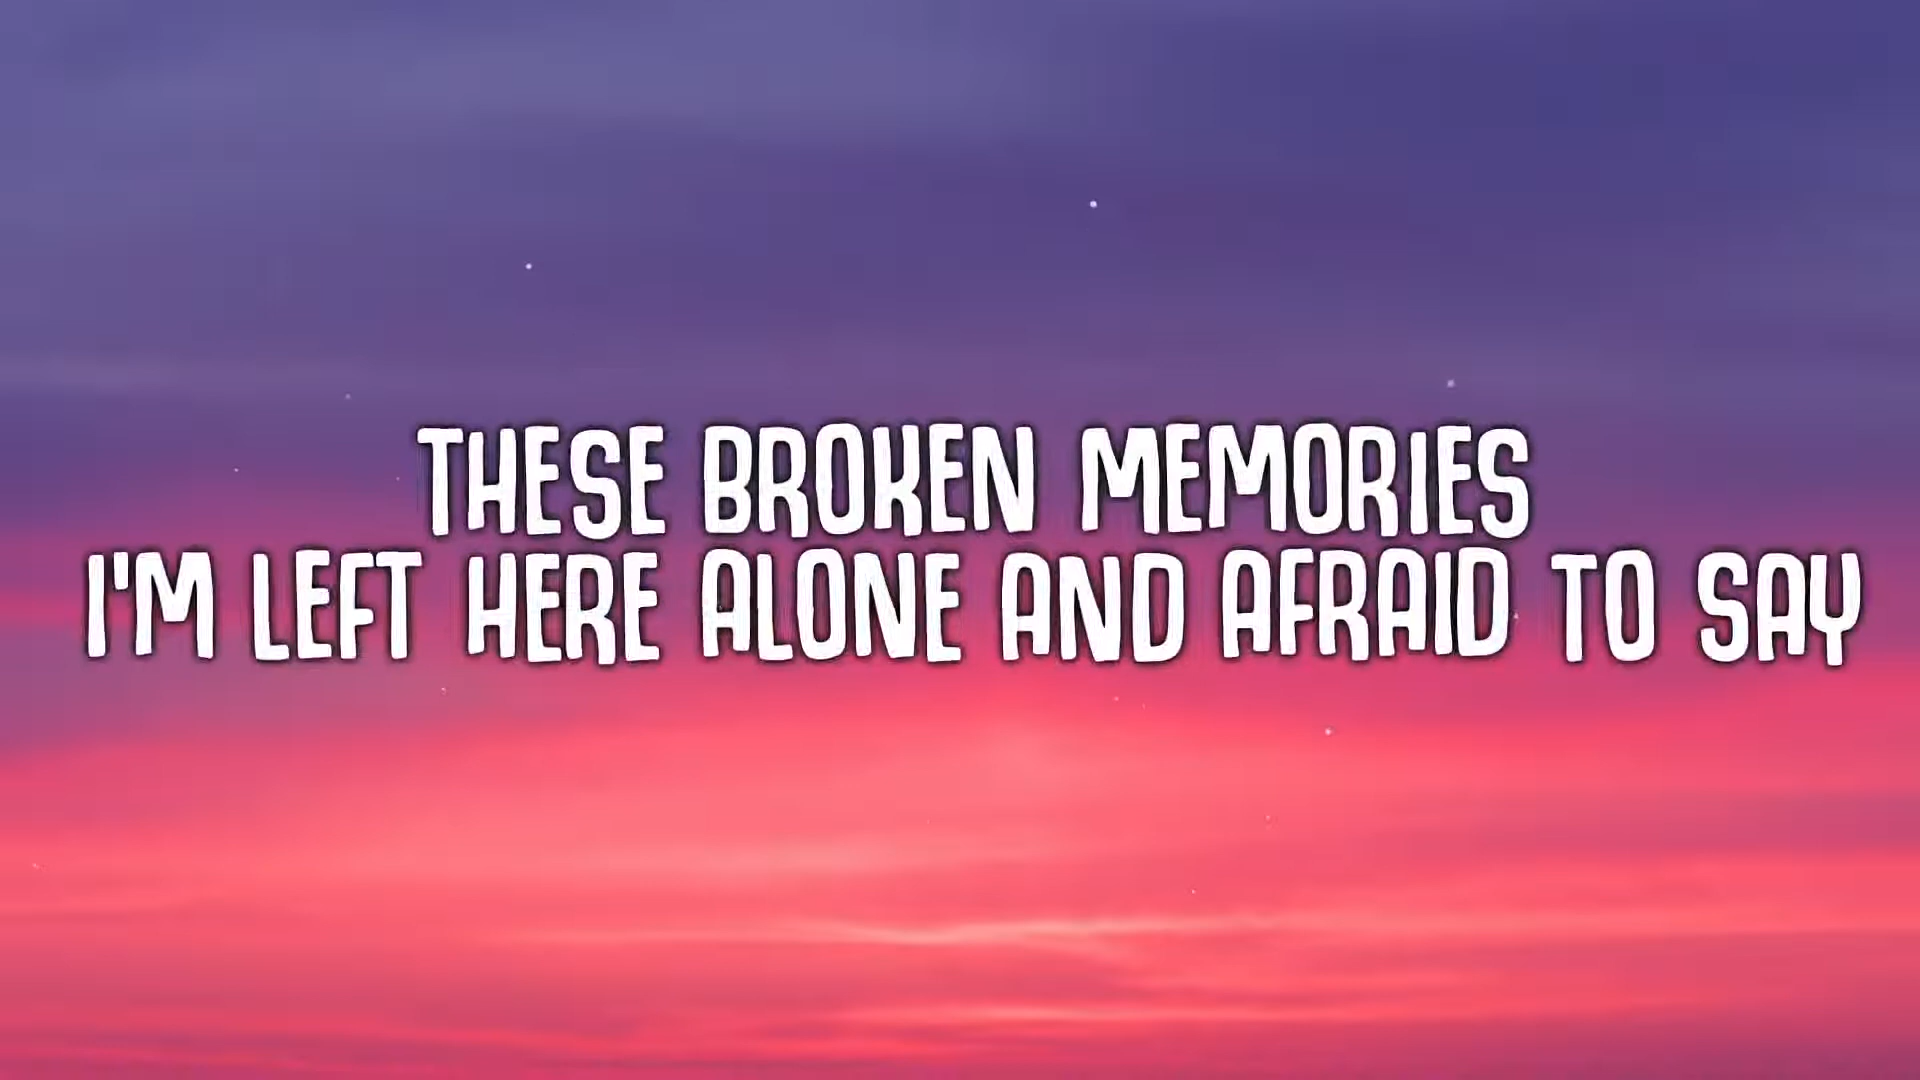 THESE BROKEN MEMORIES
I'M LEFT HERE ALONE AND AFRAID TO SAY